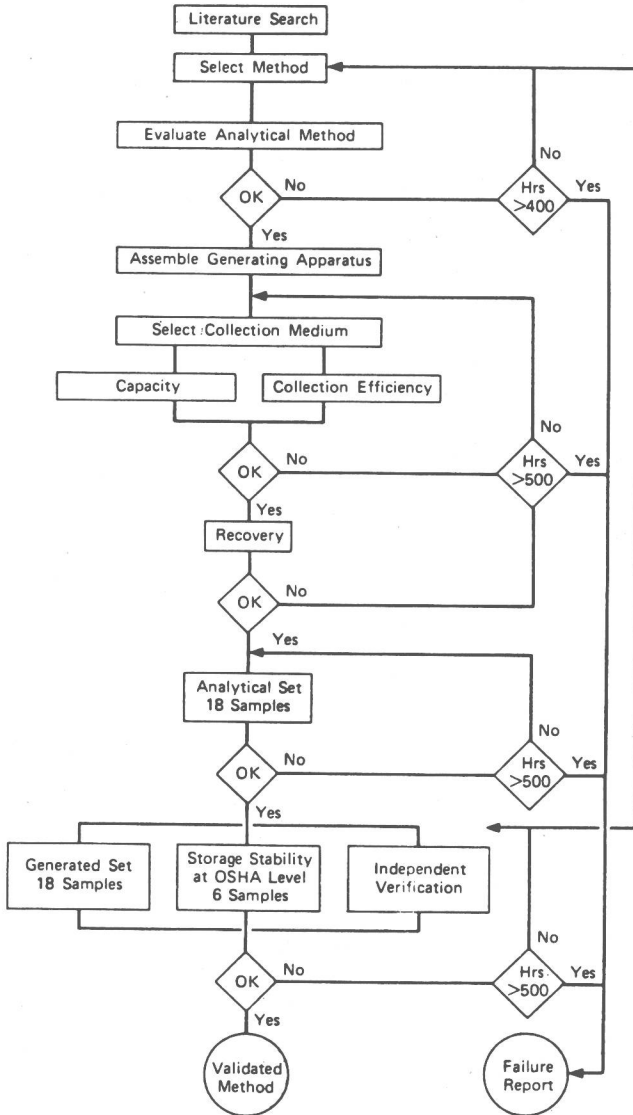 Literature Search
Select Method
Evaluate Analytical Method
No
OK
No
Hrs
>400
Yes
Yes
Assemble Generating Apparatus
Select Collection Medium
Capacity
Collection Efficiency
No
OK
No
Hrs
>500
Yes
Yes
Recovery
OK
No
Yes
Analytical Set
18 Samples
No
OK
No
Hrs
>500
Yes
Yes
Generated Set
18 Samples
Storage Stability
at OSHA Level
6 Samples
Independent
Verification
No
OK
No
Hrs
>500
Yes
Yes
Validated
Method
Failure
Report